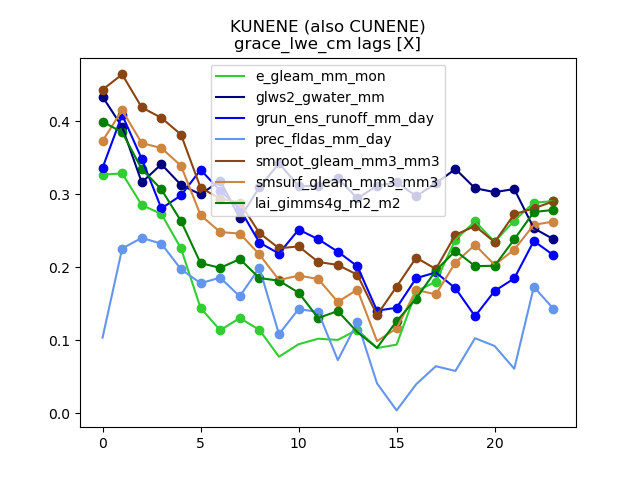 KUNENE (also CUNENE)
grace_lwe_cm lags [X]
e_gleam_mm_mon
glws2_gwater_mm
grun_ens_runoff_mm_day
prec_fldas_mm_day
smroot_gleam_mm3_mm3
smsurf_gleam_mm3_mm3
lai_gimms4g_m2_m2
0.4
0.3
0.2
0.1
0.0
0 5 10 15 20